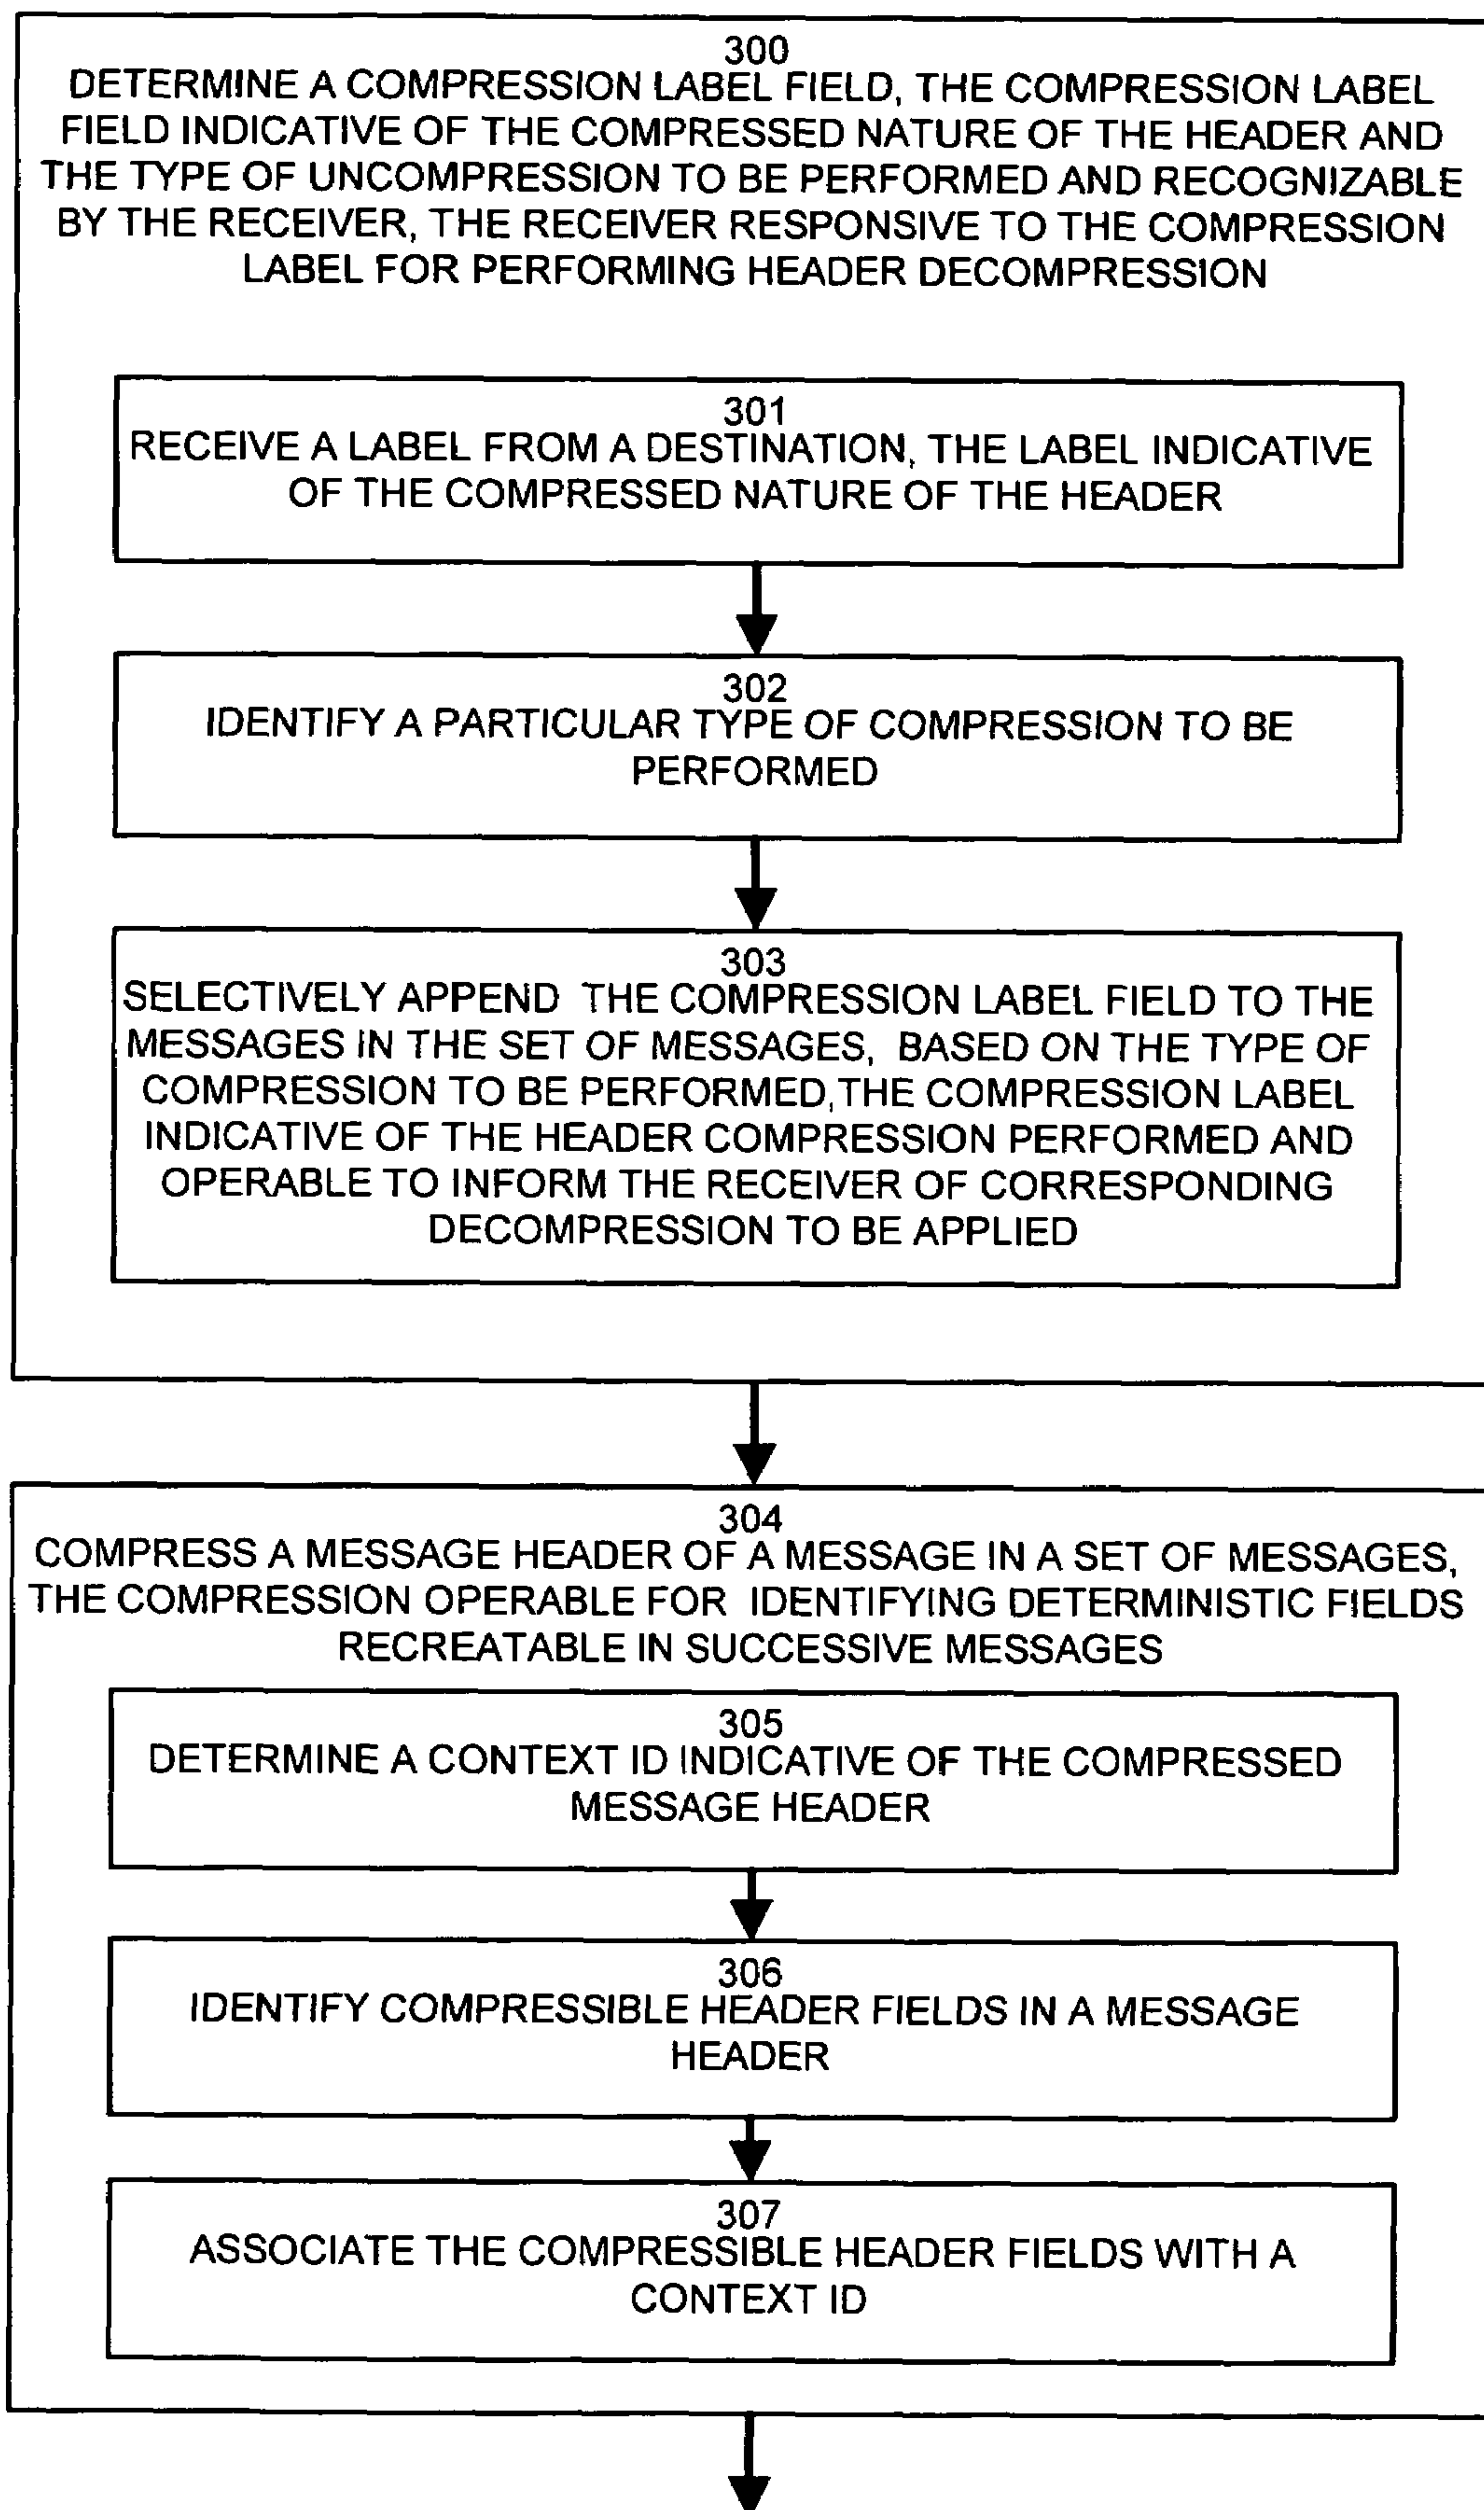 300
DETERMINE A COMPRESSION LABEL FIELD, THE COMPRESSION LABEL
FIELD INDICATIVE OF THE COMPRESSED NATURE OF THE HEADER AND
THE TYPE OF UNCOMPRESSION TO BE PERFORMED AND RECOGNIZABLE
BY THE RECEIVER, THE RECEIVER RESPONSIVE TO THE COMPRESSION
LABEL FOR PERFORMING HEADER DECOMPRESSION
301
RECEIVE A LABEL FROM A DESTINATION, THE LABEL INDICATIVE
OF THE COMPRESSED NATURE OF THE HEADER
302
IDENTIFY A PARTICULAR TYPE OF COMPRESSION TO BE
PERFORMED
303
SELECTIVELY APPEND THE COMPRESSION LABEL FIELD TO THE
MESSAGES IN THE SET OF MESSAGES, BASED ON THE TYPE OF
COMPRESSION TO BE PERFORMED,THE COMPRESSION LABEL
INDICATIVE OF THE HEADER COMPRESSION PERFORMED AND
OPERABLE TO INFORM THE RECEIVER OF CORRESPONDING
DECOMPRESSION TO BE APPLIED
304
COMPRESS A MESSAGE HEADER OF A MESSAGE IN A SET OF MESSAGES,
THE COMPRESSION OPERABLE FOR IDENTIFYING DETERMINISTIC FIELDS
RECREATABLE IN SUCCESSIVE MESSAGES
305
DETERMINE A CONTEXT ID INDICATIVE OF THE COMPRESSED
MESSAGE HEADER
306
IDENTIFY COMPRESSIBLE HEADER FIELDS IN A MESSAGE
HEADER
307
ASSOCIATE THE COMPRESSIBLE HEADER FIELDS WITH A
CONTEXT ID